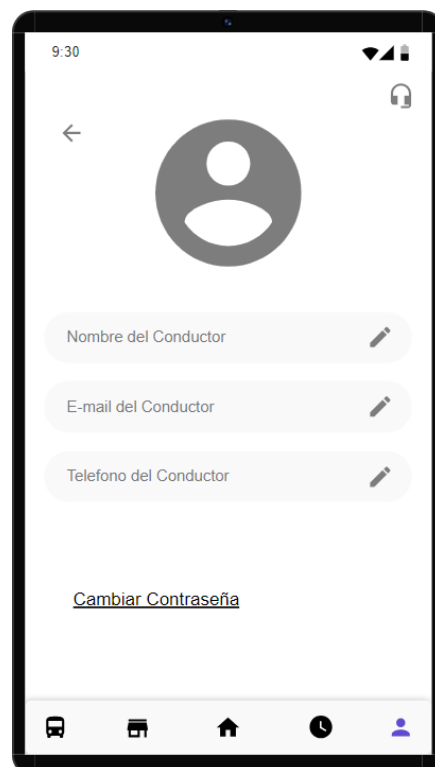 9:30
Nombre del Conductor
E-mail del Conductor
Telefono del Conductor
Cambiar Contraseña